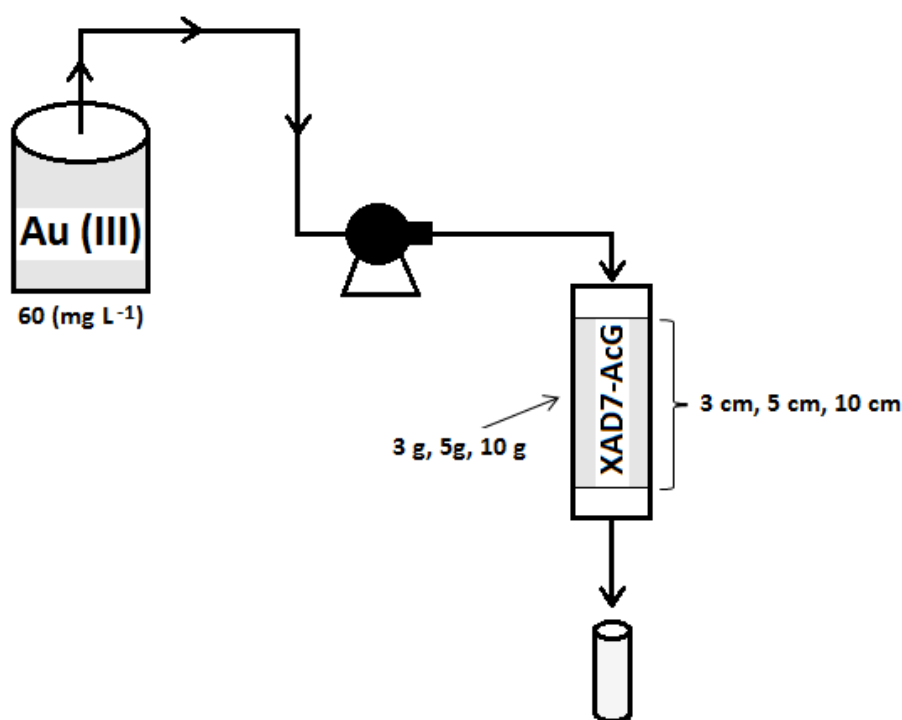 Au (III)
60 (mg L-1)
XAD7-AcG
3 cm, 5 cm, 10 cm
3 g, 5g, 10 g